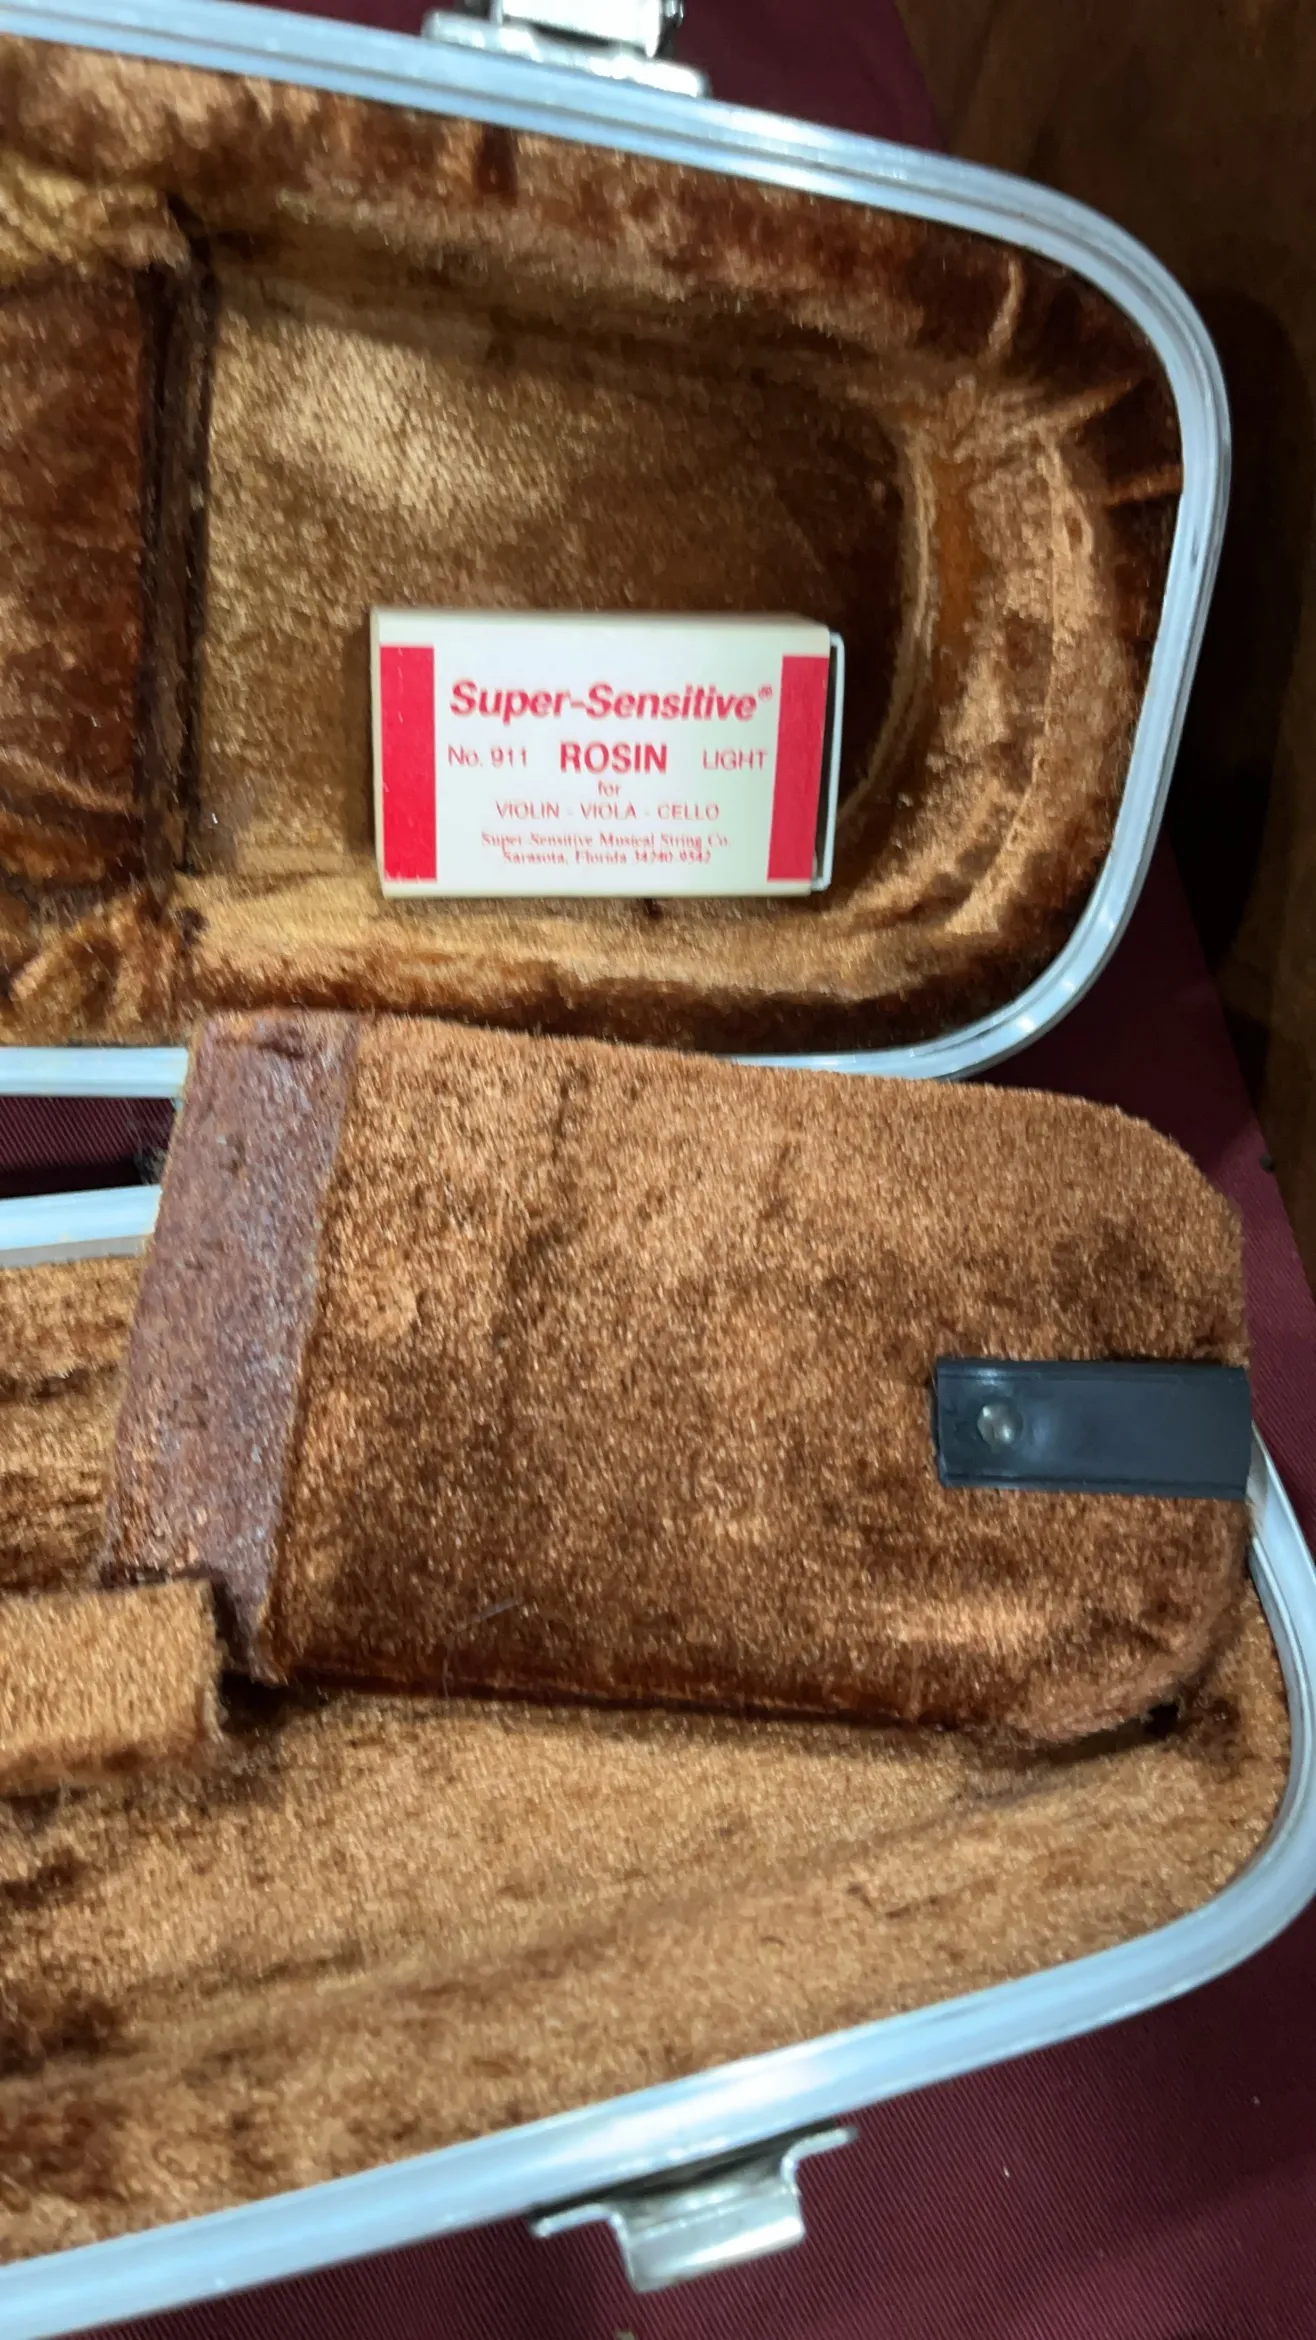 Super-Sensitive®
No. 911 ROSIN LIGHT
for
VIOLIN - VIOLA - CELLO
Super-Sensitive Musical String Co
Sarasota, Florida 34240-9542